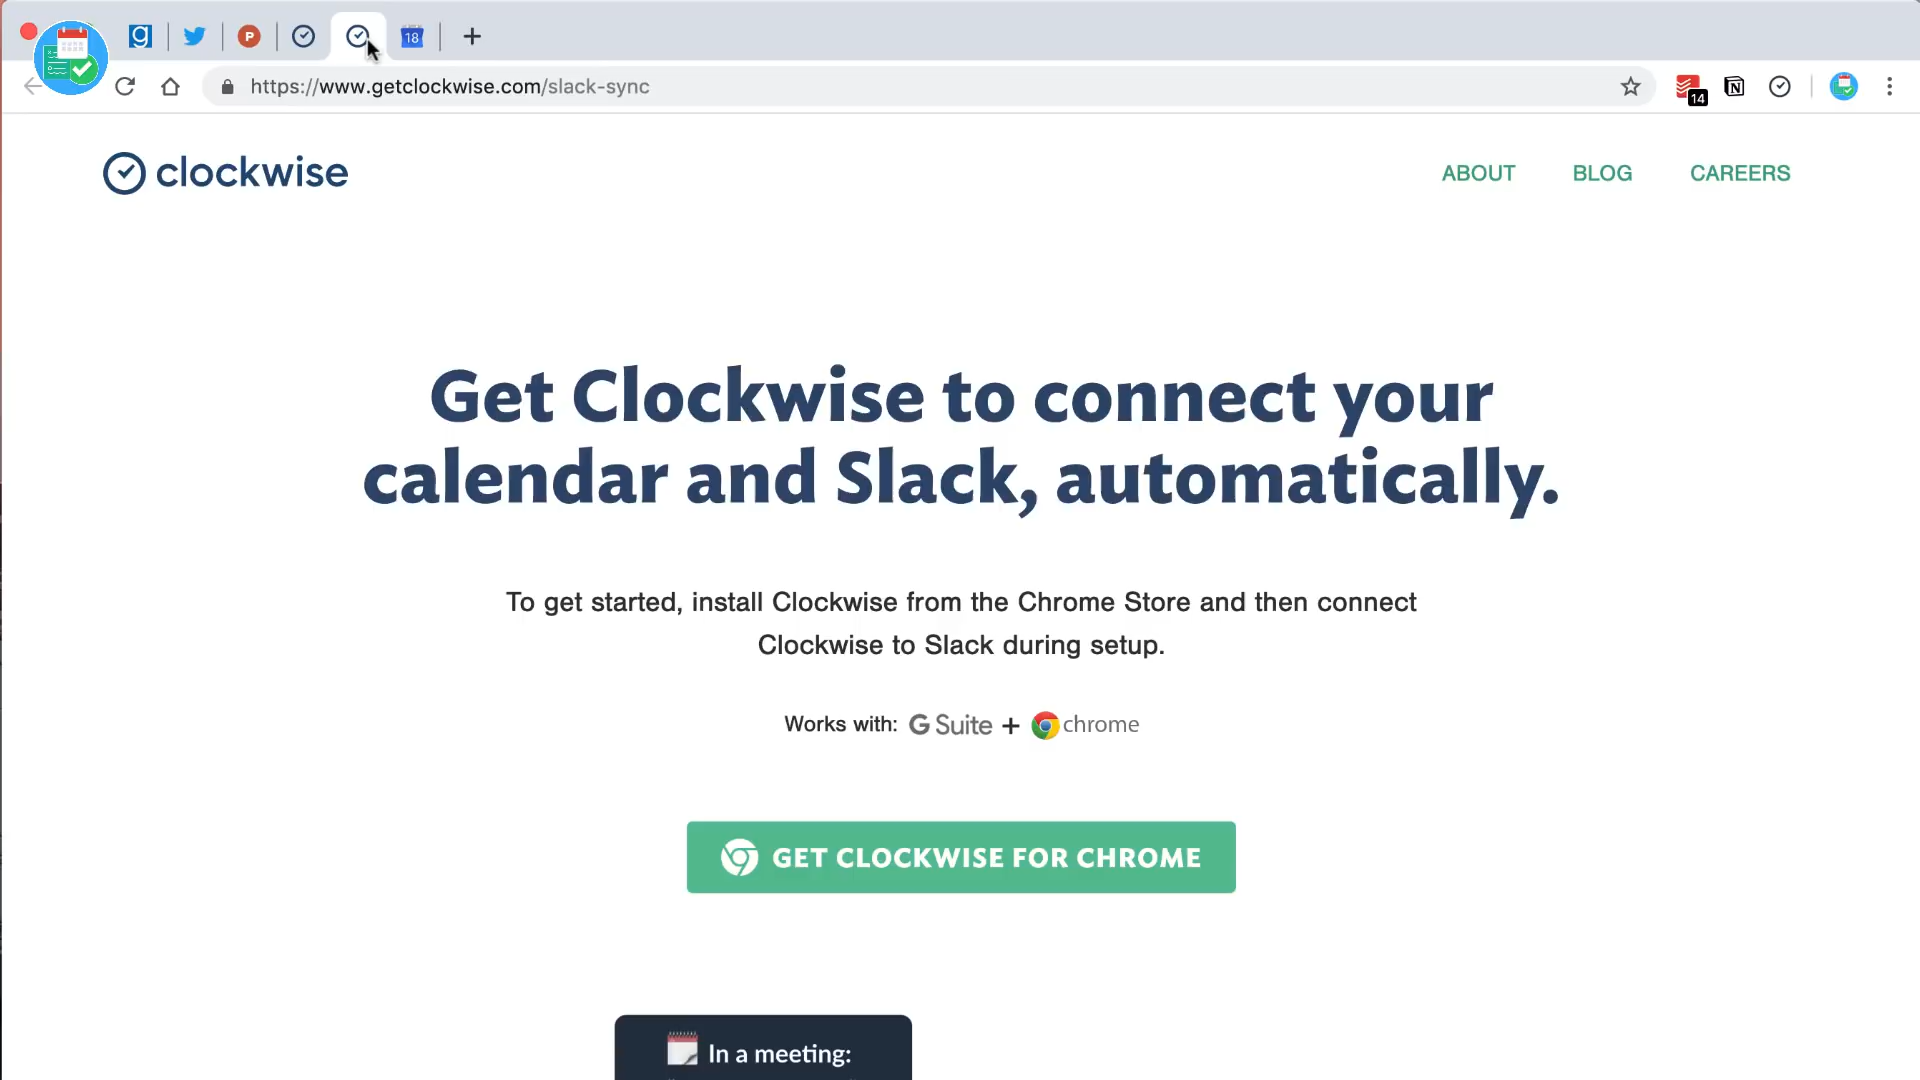 g
P
18
https://www.getclockwise.com/slack-sync
14
N
clockwise
ABOUT
BLOG
CAREERS
Get Clockwise to connect your
calendar and Slack, automatically.
To get started, install Clockwise from the Chrome Store and then connect
Clockwise to Slack during setup.
Works with: G Suite + chrome
GET CLOCKWISE FOR CHROME
In a meeting: